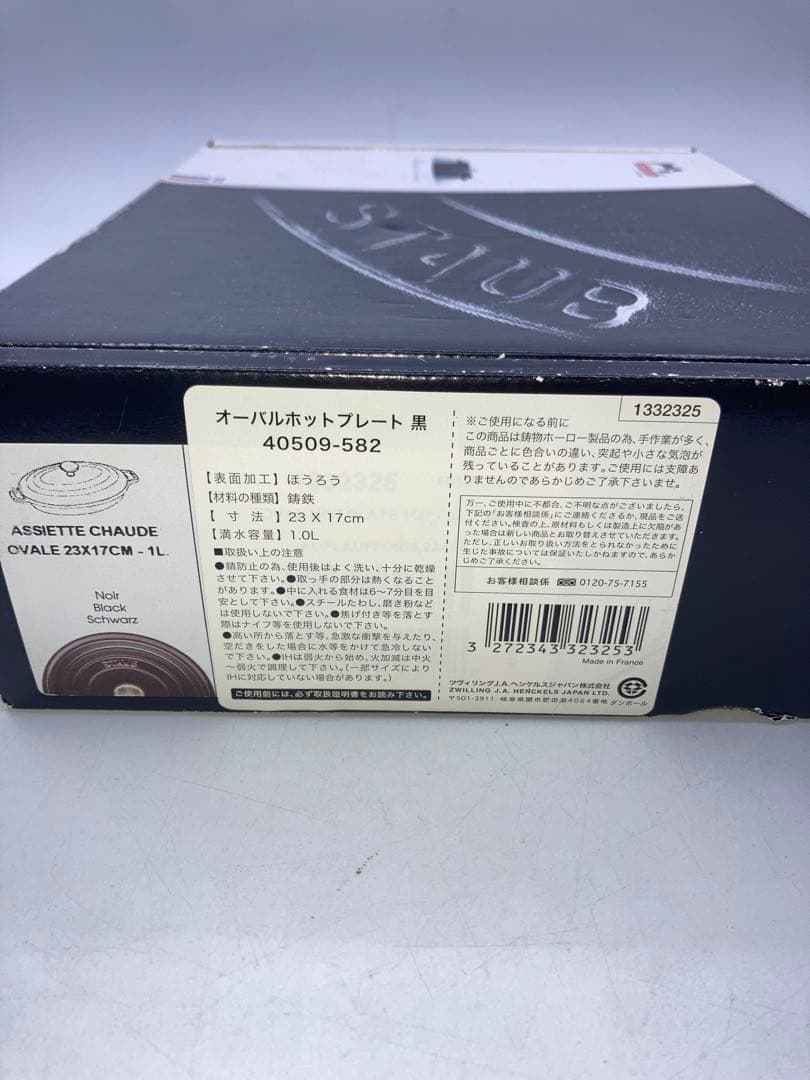 STAUB
オーバルホットプレート 黒
40509-582
【表面加工】ほうろう
【材料の種類】鋳鉄
【 寸 法 】23 X 17cm
【満水容量】1.0L
■取扱い上の注意
●錆防止の為、使用後はよく洗い、十分に乾燥
させて下さい。●取っ手の部分は熱くなること
があります。●中に入れる食材は6~7分目を目
安として下さい。●スチールたわし、磨き粉など
は使用しないで下さい。●焦げ付き等を落とす
際はナイフ等を使用しないで下さい。
●高い所から落とす等、急激な衝撃を与えたり、
空だきをした場合に水等をかけて急冷しない
で下さい。●IHは弱火から始め、火加減は中火
~弱火で調理して下さい。(一部サイズにより
IHに対応していない場合があります。)
ご使用前には、必ず取扱説明書をお読み下さい。
1332325
※ご使用になる前に
この商品は鋳物ホーロー製品の為、手作業が多く、
商品ごとに色合いの違い、突起や小さな気泡が
残っていることがあります。ご使用には支障あ
りませんのであらかじめご了承下さいませ。
万一、ご使用中に不都合、ご不明な点がございましたら、
下記の「お客様相談係」にご連絡くださるか、現品をご送
付ください。検査の上、原材料もしくは製造上に欠陥があ
った場合は新しい商品とお取り替えさせていただきます。
ただし、正しいお取り扱い方法をとられなかったために
生じた事故については保証いたしかねますので、あらか
じめご了承ください。
お客様相談係 0120-75-7155
3 272343 323253
Made in France
ツヴィリングJ.A.ヘンケルスジャパン株式会社
ZWILLING J.A. HENCKELS JAPAN LTD.
〒501-3911 岐阜県関市肥田瀬4064番地
ダンボール
ASSIETTE CHAUDE
OVALE 23X17CM - 1L
Noir
Black
Schwarz
STAUB